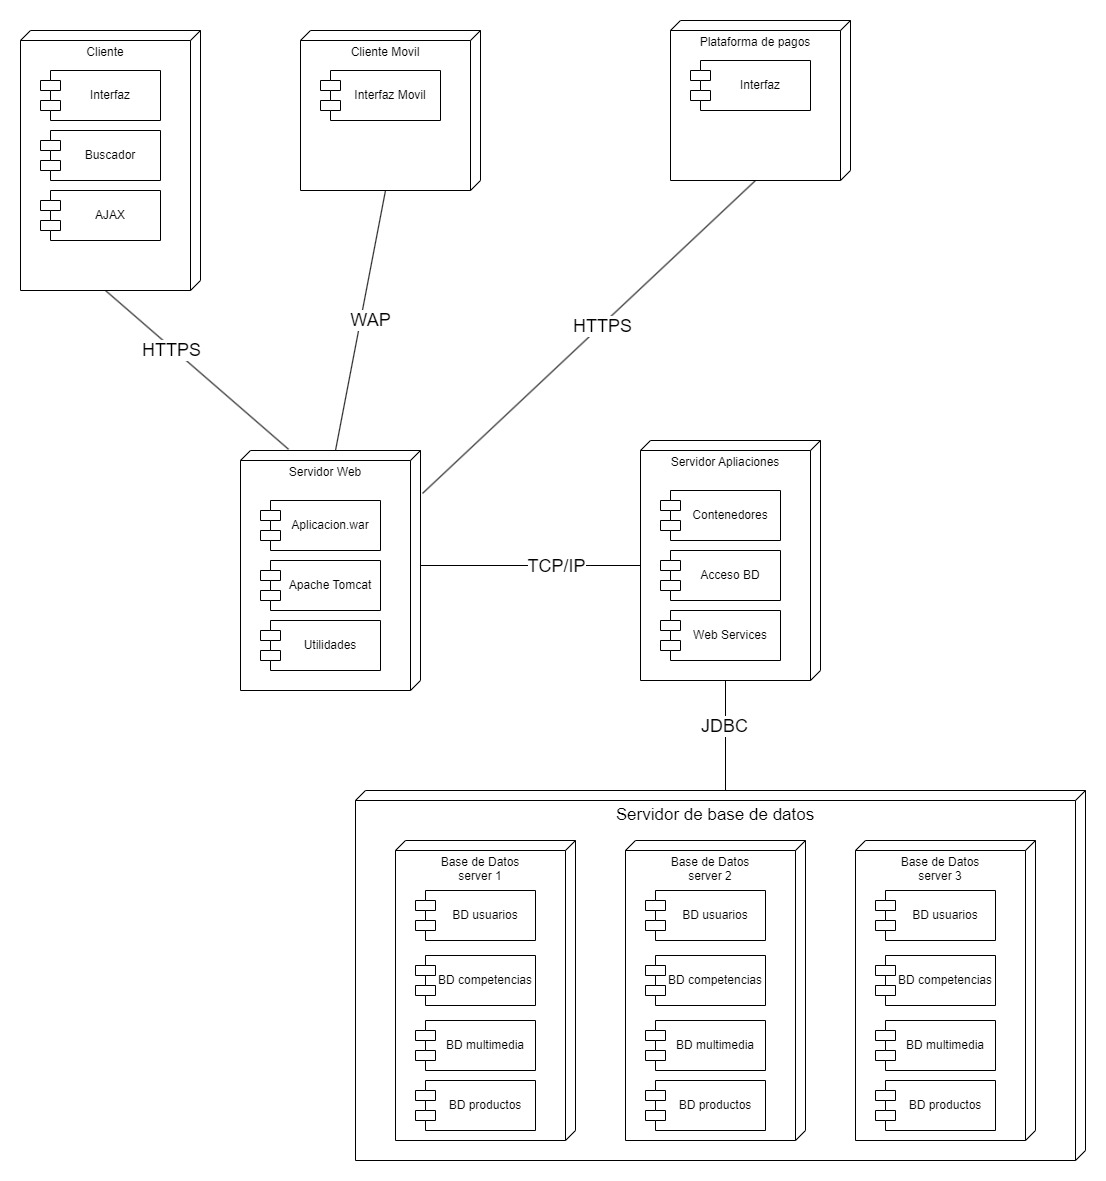 Cliente
Interfaz
Buscador
AJAX
Cliente Movil
Interfaz Movil
Plataforma de pagos
Interfaz
HTTPS
WAP
HTTPS
Servidor Web
Aplicacion.war
Apache Tomcat
Utilidades
TCP/IP
Servidor Apliaciones
Contenedores
Acceso BD
Web Services
JDBC
Servidor de base de datos
Base de Datos
server 1
BD usuarios
BD competencias
BD multimedia
BD productos
Base de Datos
server 2
BD usuarios
BD competencias
BD multimedia
BD productos
Base de Datos
server 3
BD usuarios
BD competencias
BD multimedia
BD productos